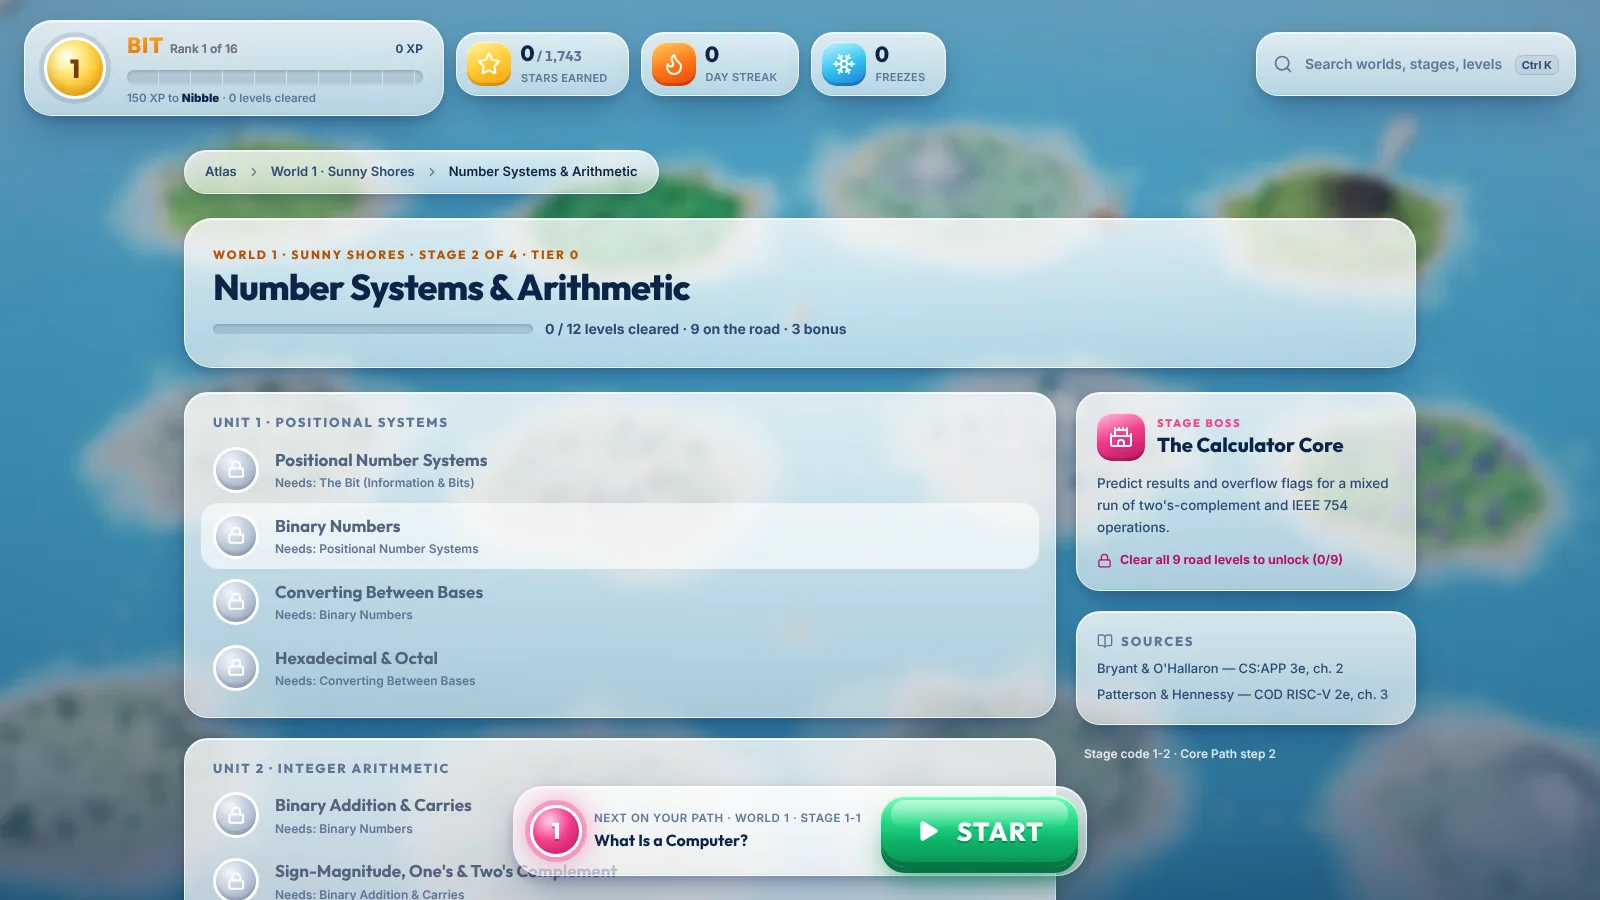 1
BIT Rank 1 of 16 0 XP
150 XP to Nibble · 0 levels cleared
0 / 1,743
STARS EARNED
0
DAY STREAK
0
FREEZES
Search worlds, stages, levels Ctrl K
Atlas > World 1 · Sunny Shores > Number Systems & Arithmetic
WORLD 1 · SUNNY SHORES · STAGE 2 OF 4 · TIER 0
Number Systems & Arithmetic
0 / 12 levels cleared · 9 on the road · 3 bonus
UNIT 1 · POSITIONAL SYSTEMS
Positional Number Systems
Needs: The Bit (Information & Bits)
Binary Numbers
Needs: Positional Number Systems
Converting Between Bases
Needs: Binary Numbers
Hexadecimal & Octal
Needs: Converting Between Bases
STAGE BOSS
The Calculator Core
Predict results and overflow flags for a mixed
run of two's-complement and IEEE 754
operations.
Clear all 9 road levels to unlock (0/9)
SOURCES
Bryant & O'Hallaron — CS:APP 3e, ch. 2
Patterson & Hennessy — COD RISC-V 2e, ch. 3
Stage code 1-2 · Core Path step 2
UNIT 2 · INTEGER ARITHMETIC
Binary Addition & Carries
Needs: Binary Numbers
Sign-Magnitude, One's & Two's Complement
Needs: Binary Addition & Carries
1
NEXT ON YOUR PATH · WORLD 1 · STAGE 1-1
What Is a Computer?
START